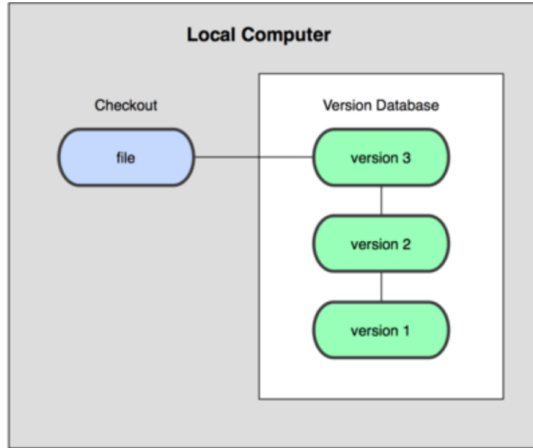 Local Computer
Checkout
Version Database
file
version 3
version 2
version 1